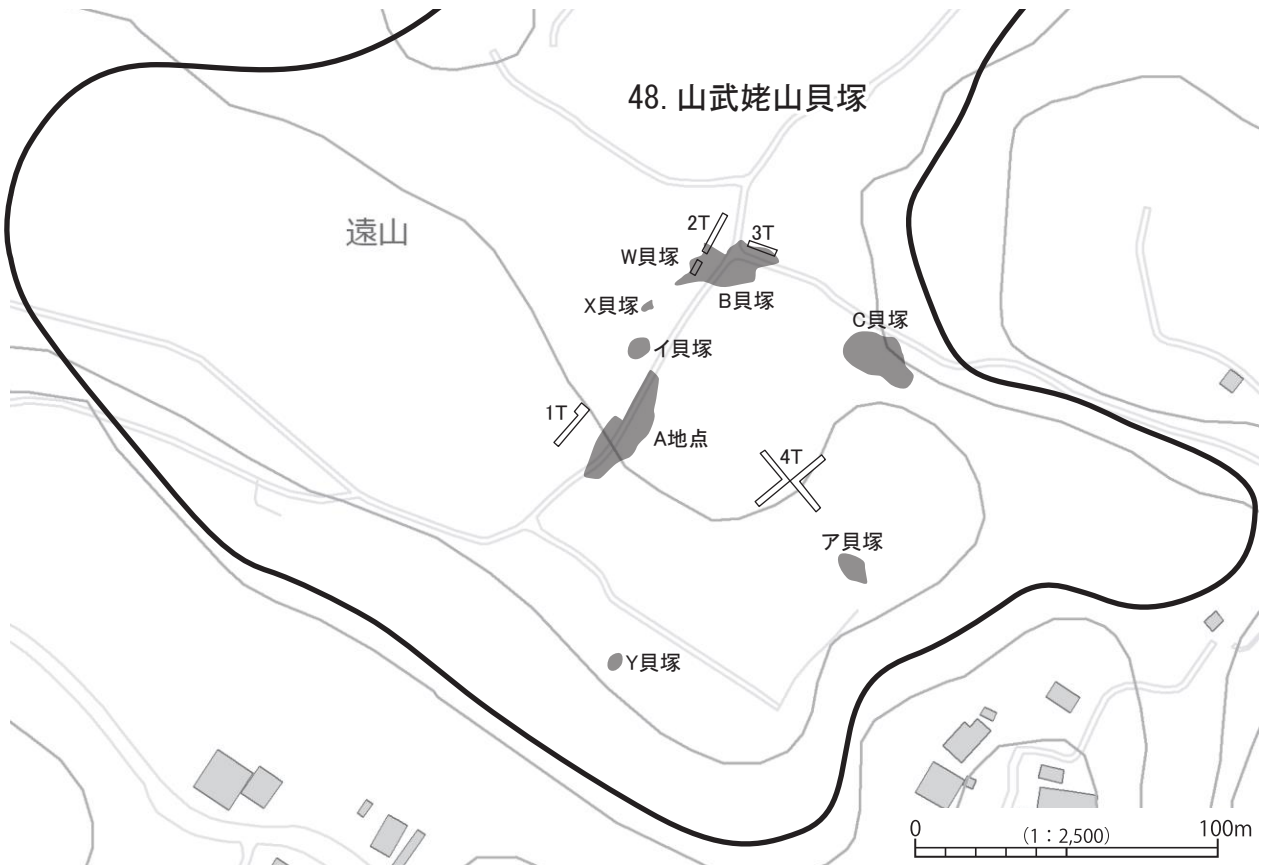 48. 山武姥山貝塚
遠山
2T
3T
W貝塚
B貝塚
X貝塚
C貝塚
イ貝塚
1T
A地点
4T
ア貝塚
Y貝塚
0 (1：2,500) 100m